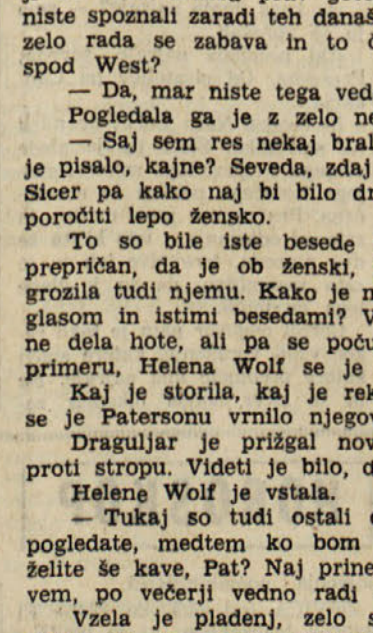 niste spoznali zaradi teh današ
zelo rada se zabava in to
spod West?
— Da, mar niste tega ved
Pogledala ga je z zelo ne
— Saj sem res nekaj bral
je pisalo, kajne? Seveda, zdaj
Sicer pa kako naj bi bilo dr
poročiti lepo žensko.
To so bile iste besede
prepričan, da je ob ženski,
grozila tudi njemu. Kako je
glasom in istimi besedami? V
ne dela hote, ali pa se poču
primeru, Helena Wolf se je
Kaj je storila, kaj je rek
se je Patersonu vrnilo njegov
Draguljar je prižgal nov
proti stropu. Videti je bilo,
Helene Wolf je vstala.
— Tukaj so tudi ostali
pogledate, medtem ko bom
želite še kave, Pat? Naj prine
vem, po večerji vedno radi
Vzela je pladenj, zelo s